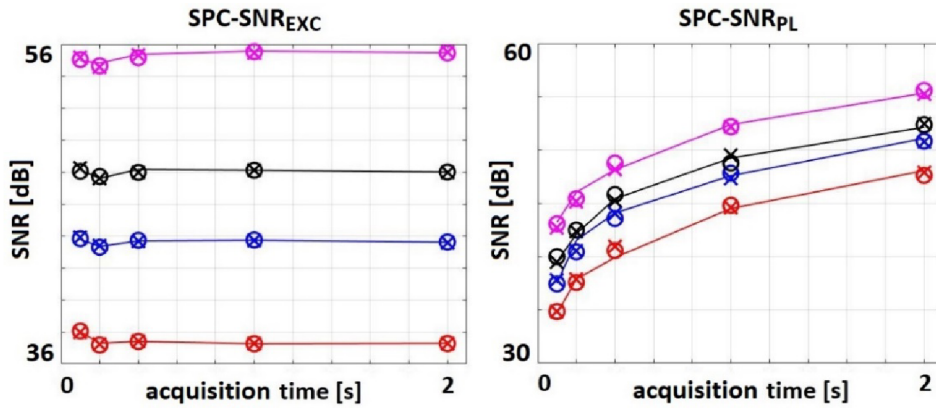 SPC-SNR_EXC
56
SNR [dB]
36
0
acquisition time [s]
2
SPC-SNR_PL
60
SNR [dB]
30
0
acquisition time [s]
2